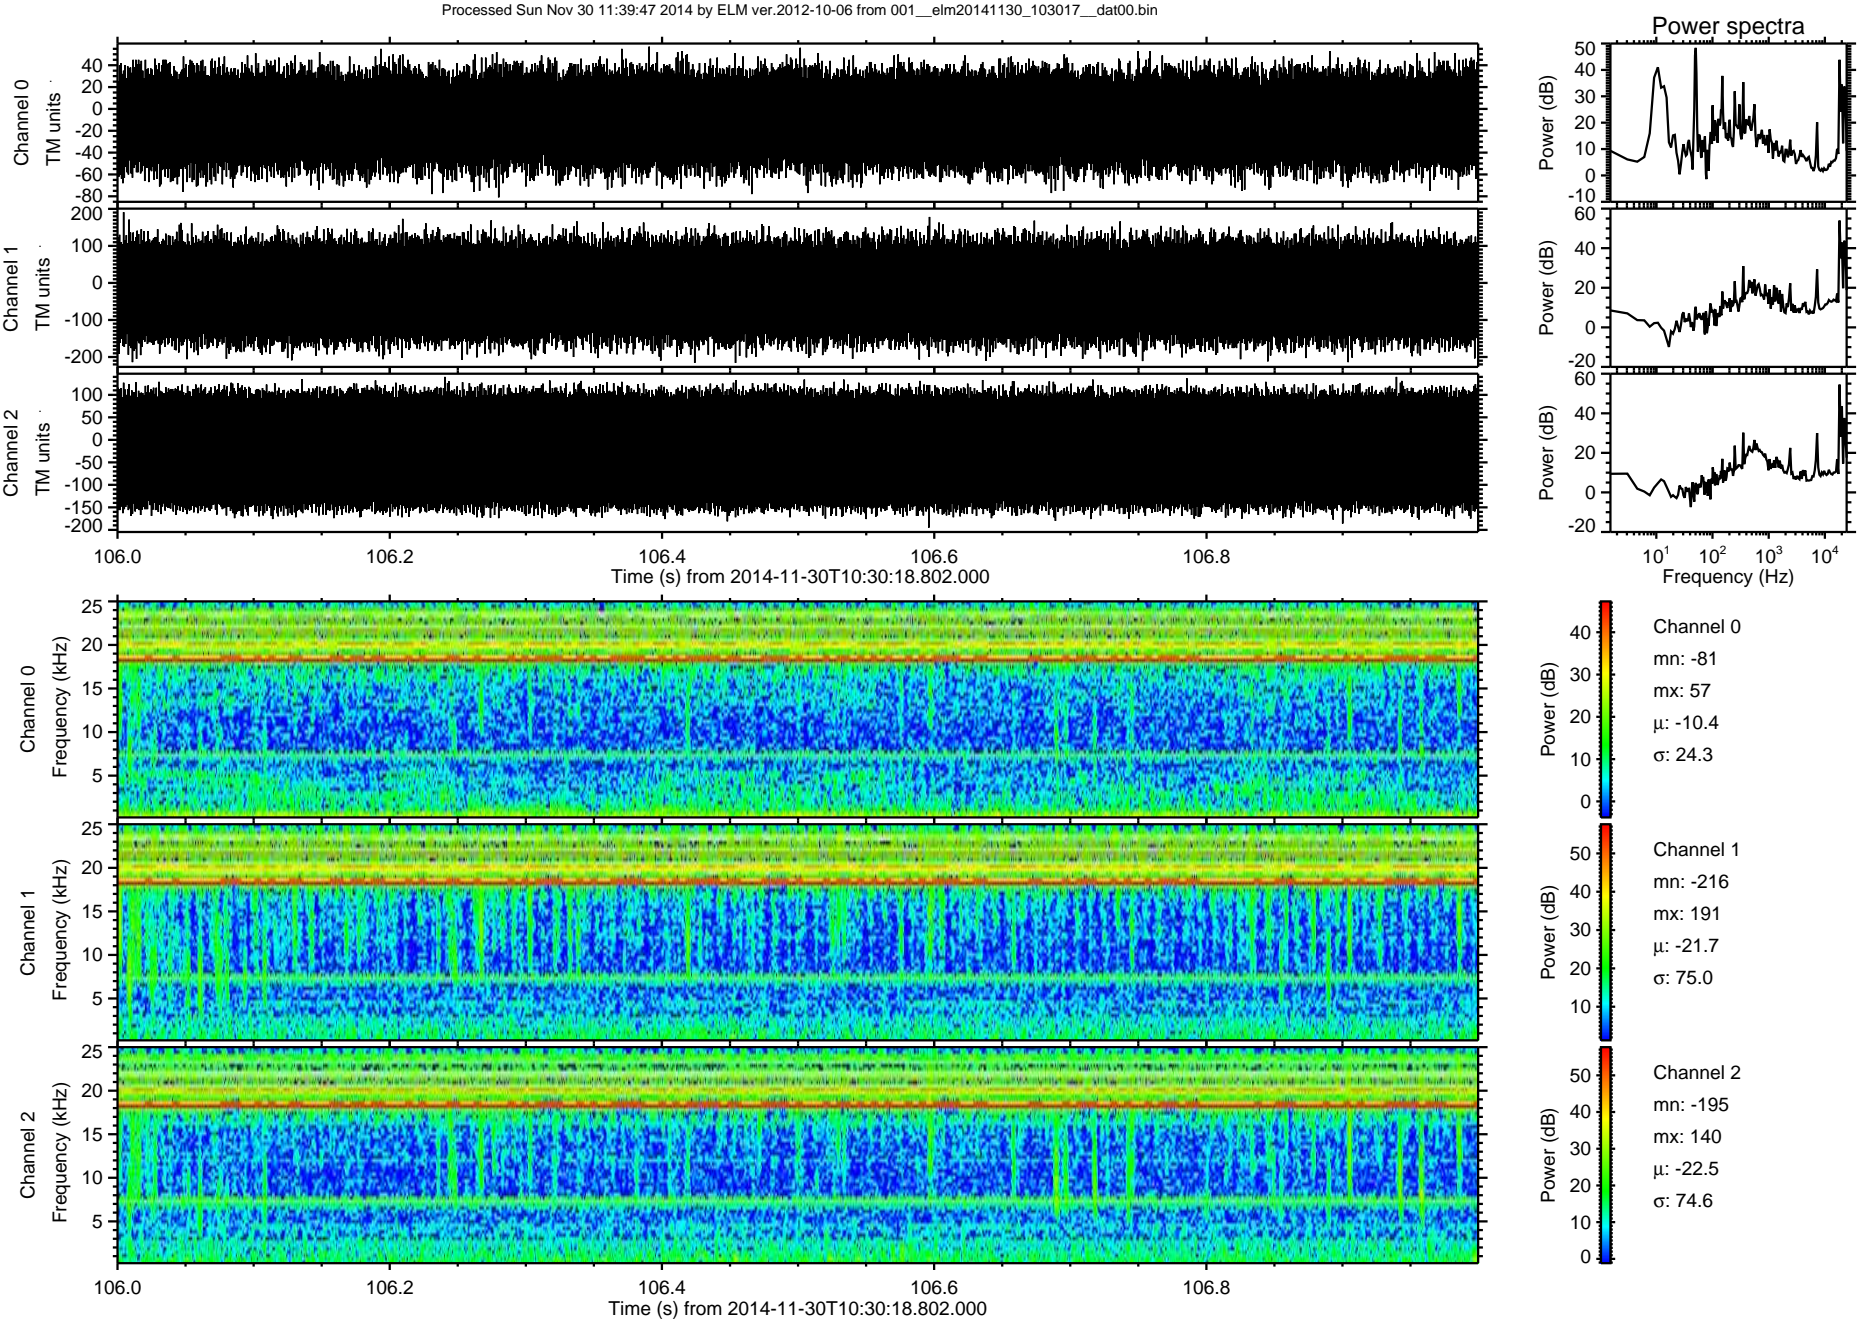 Processed Sun Nov 30 11:39:47 2014 by ELM ver.2012-10-06 from 001__elm20141130_103017__dat00.bin
Power spectra
Channel 0
TM units
40
20
0
-20
-40
-60
-80
Power (dB)
50
40
30
20
10
0
-10
Channel 1
TM units
200
100
0
-100
-200
Power (dB)
60
40
20
0
-20
Channel 2
TM units
100
50
0
-50
-100
-150
-200
Power (dB)
60
40
20
0
-20
106.0 106.2 106.4 106.6 106.8
Time (s) from 2014-11-30T10:30:18.802.000
10¹ 10² 10³ 10⁴
Frequency (Hz)
Channel 0
Frequency (kHz)
25
20
15
10
5
Power (dB)
40
30
20
10
0
Channel 0
mn: -81
mx: 57
μ: -10.4
σ: 24.3
Channel 1
Frequency (kHz)
25
20
15
10
5
Power (dB)
50
40
30
20
10
Channel 1
mn: -216
mx: 191
μ: -21.7
σ: 75.0
Channel 2
Frequency (kHz)
25
20
15
10
5
Power (dB)
50
40
30
20
10
0
Channel 2
mn: -195
mx: 140
μ: -22.5
σ: 74.6
106.0 106.2 106.4 106.6 106.8
Time (s) from 2014-11-30T10:30:18.802.000